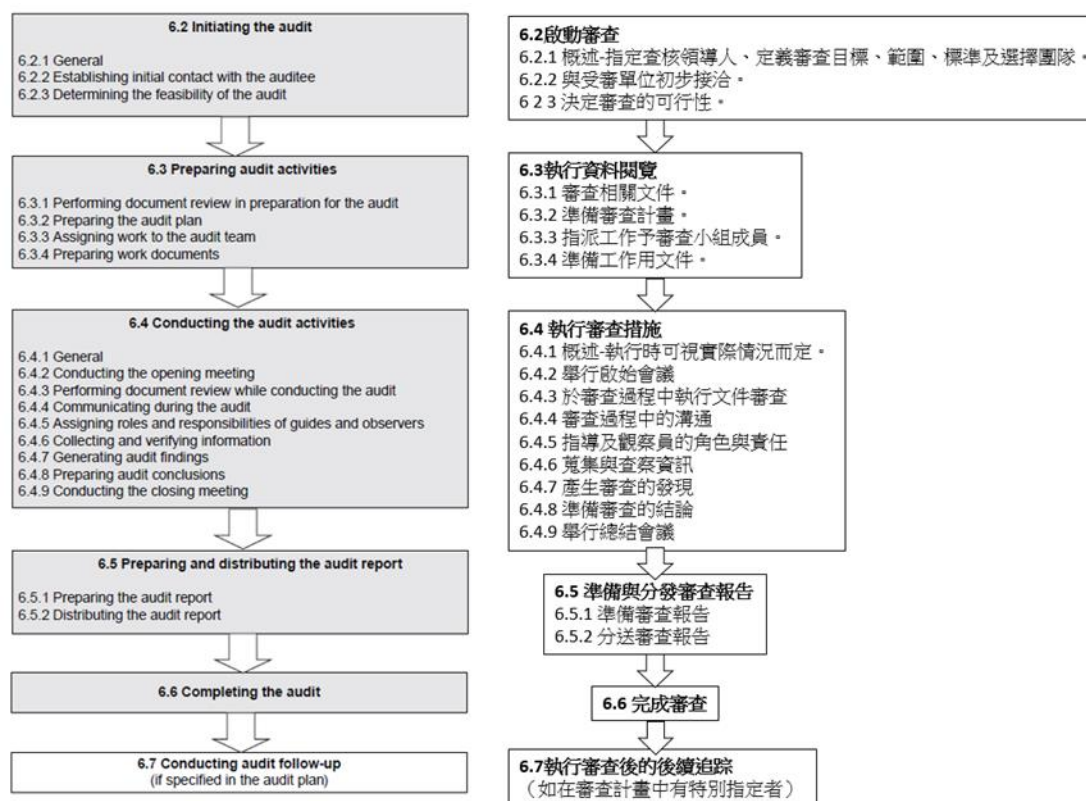 6.2 Initiating the audit
6.2.1 General
6.2.2 Establishing initial contact with the auditee
6.2.3 Determining the feasibility of the audit
6.3 Preparing audit activities
6.3.1 Performing document review in preparation for the audit
6.3.2 Preparing the audit plan
6.3.3 Assigning work to the audit team
6.3.4 Preparing work documents
6.4 Conducting the audit activities
6.4.1 General
6.4.2 Conducting the opening meeting
6.4.3 Performing document review while conducting the audit
6.4.4 Communicating during the audit
6.4.5 Assigning roles and responsibilities of guides and observers
6.4.6 Collecting and verifying information
6.4.7 Generating audit findings
6.4.8 Preparing audit conclusions
6.4.9 Conducting the closing meeting
6.5 Preparing and distributing the audit report
6.5.1 Preparing the audit report
6.5.2 Distributing the audit report
6.6 Completing the audit
6.7 Conducting audit follow-up
(if specified in the audit plan)
6.2啟動審查
6.2.1 概述-指定查核領導人、定義審查目標、範圍、標準及選擇團隊。
6.2.2 與受審單位初步接洽。
6 2 3 決定審查的可行性。
6.3執行資料閱覽
6.3.1 審查相關文件。
6.3.2 準備審查計畫。
6.3.3 指派工作予審查小組成員。
6.3.4 準備工作用文件。
6.4 執行審查措施
6.4.1 概述-執行時可視實際情況而定。
6.4.2 舉行啟始會議
6.4.3 於審查過程中執行文件審查
6.4.4 審查過程中的溝通
6.4.5 指導及觀察員的角色與責任
6.4.6 蒐集與查察資訊
6.4.7 產生審查的發現
6.4.8 準備審查的結論
6.4.9 舉行總結會議
6.5 準備與分發審查報告
6.5.1 準備審查報告
6.5.2 分送審查報告
6.6 完成審查
6.7執行審查後的後續追踪
（如在審查計畫中有特別指定者）